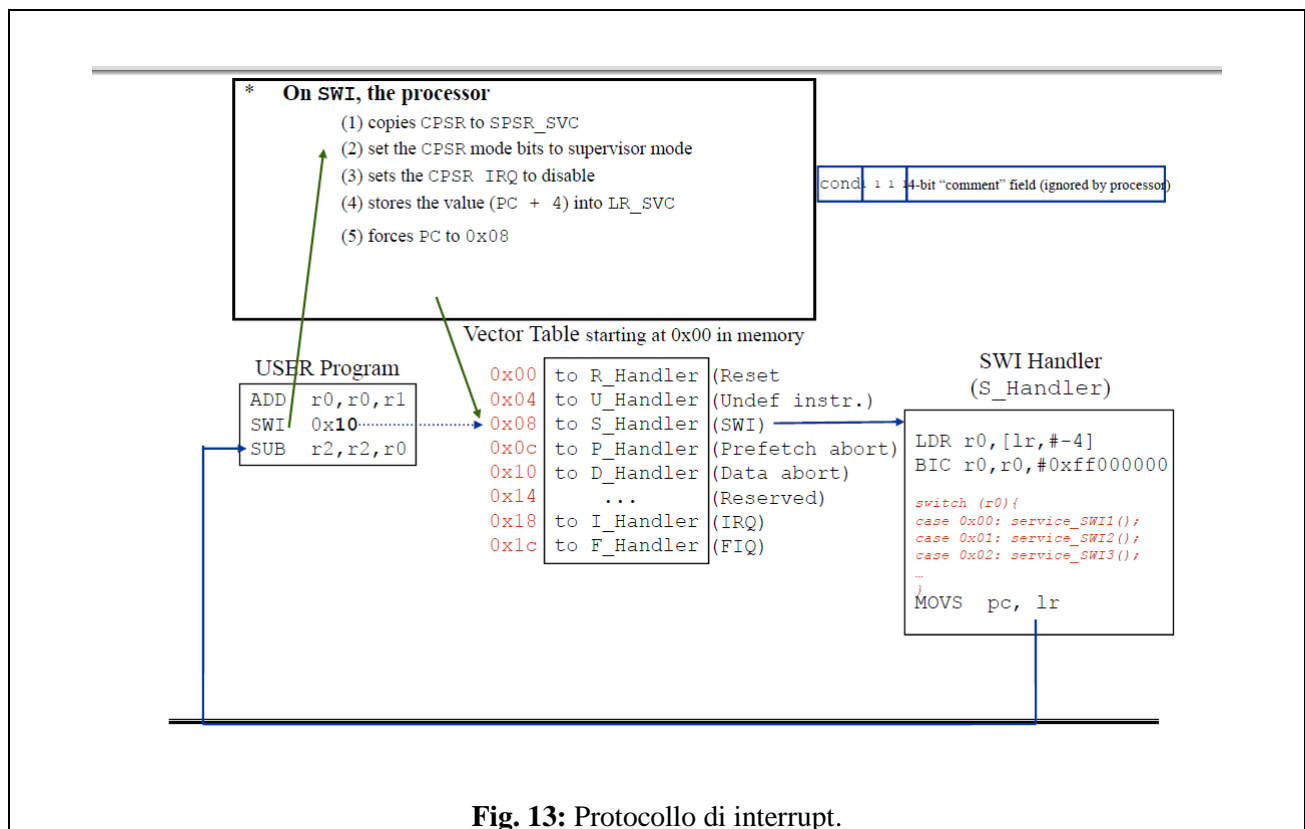 * On SWI, the processor
(1) copies CPSR to SPSR_SVC
(2) set the CPSR mode bits to supervisor mode
(3) sets the CPSR IRQ to disable
(4) stores the value (PC + 4) into LR_SVC
(5) forces PC to 0x08
cond 1 1 4-bit “comment” field (ignored by processor)
Vector Table starting at 0x00 in memory
USER Program
ADD r0,r0,r1
SWI 0x10
SUB r2,r2,r0
0x00 to R_Handler (Reset
0x04 to U_Handler (Undef instr.)
0x08 to S_Handler (SWI)
0x0c to P_Handler (Prefetch abort)
0x10 to D_Handler (Data abort)
0x14 ... (Reserved)
0x18 to I_Handler (IRQ)
0x1c to F_Handler (FIQ)
SWI Handler
(S_Handler)
LDR r0,[lr,#-4]
BIC r0,r0,#0xff000000
switch (r0){
case 0x00: service_SWI1();
case 0x01: service_SWI2();
case 0x02: service_SWI3();
…
}
MOVS pc, lr
Fig. 13: Protocollo di interrupt.